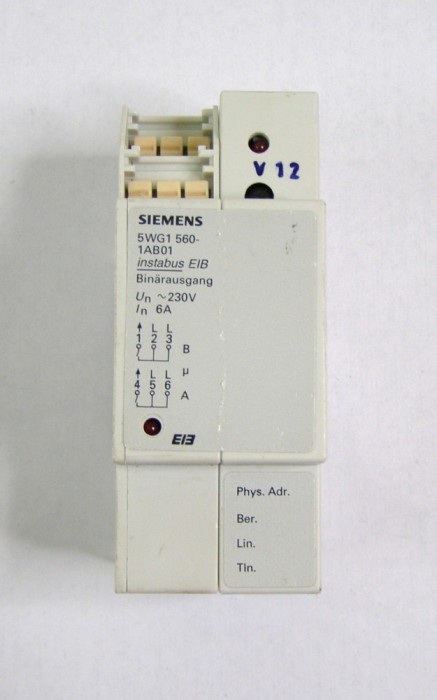 V 12
SIEMENS
5WG1 560-
1AB01
instabus EIB
Binärausgang
Un ~230V
In 6A
L L
1 2 3
B
µ
L L
4 5 6
A
EIB
Phys. Adr.
Ber.
Lin.
Tln.